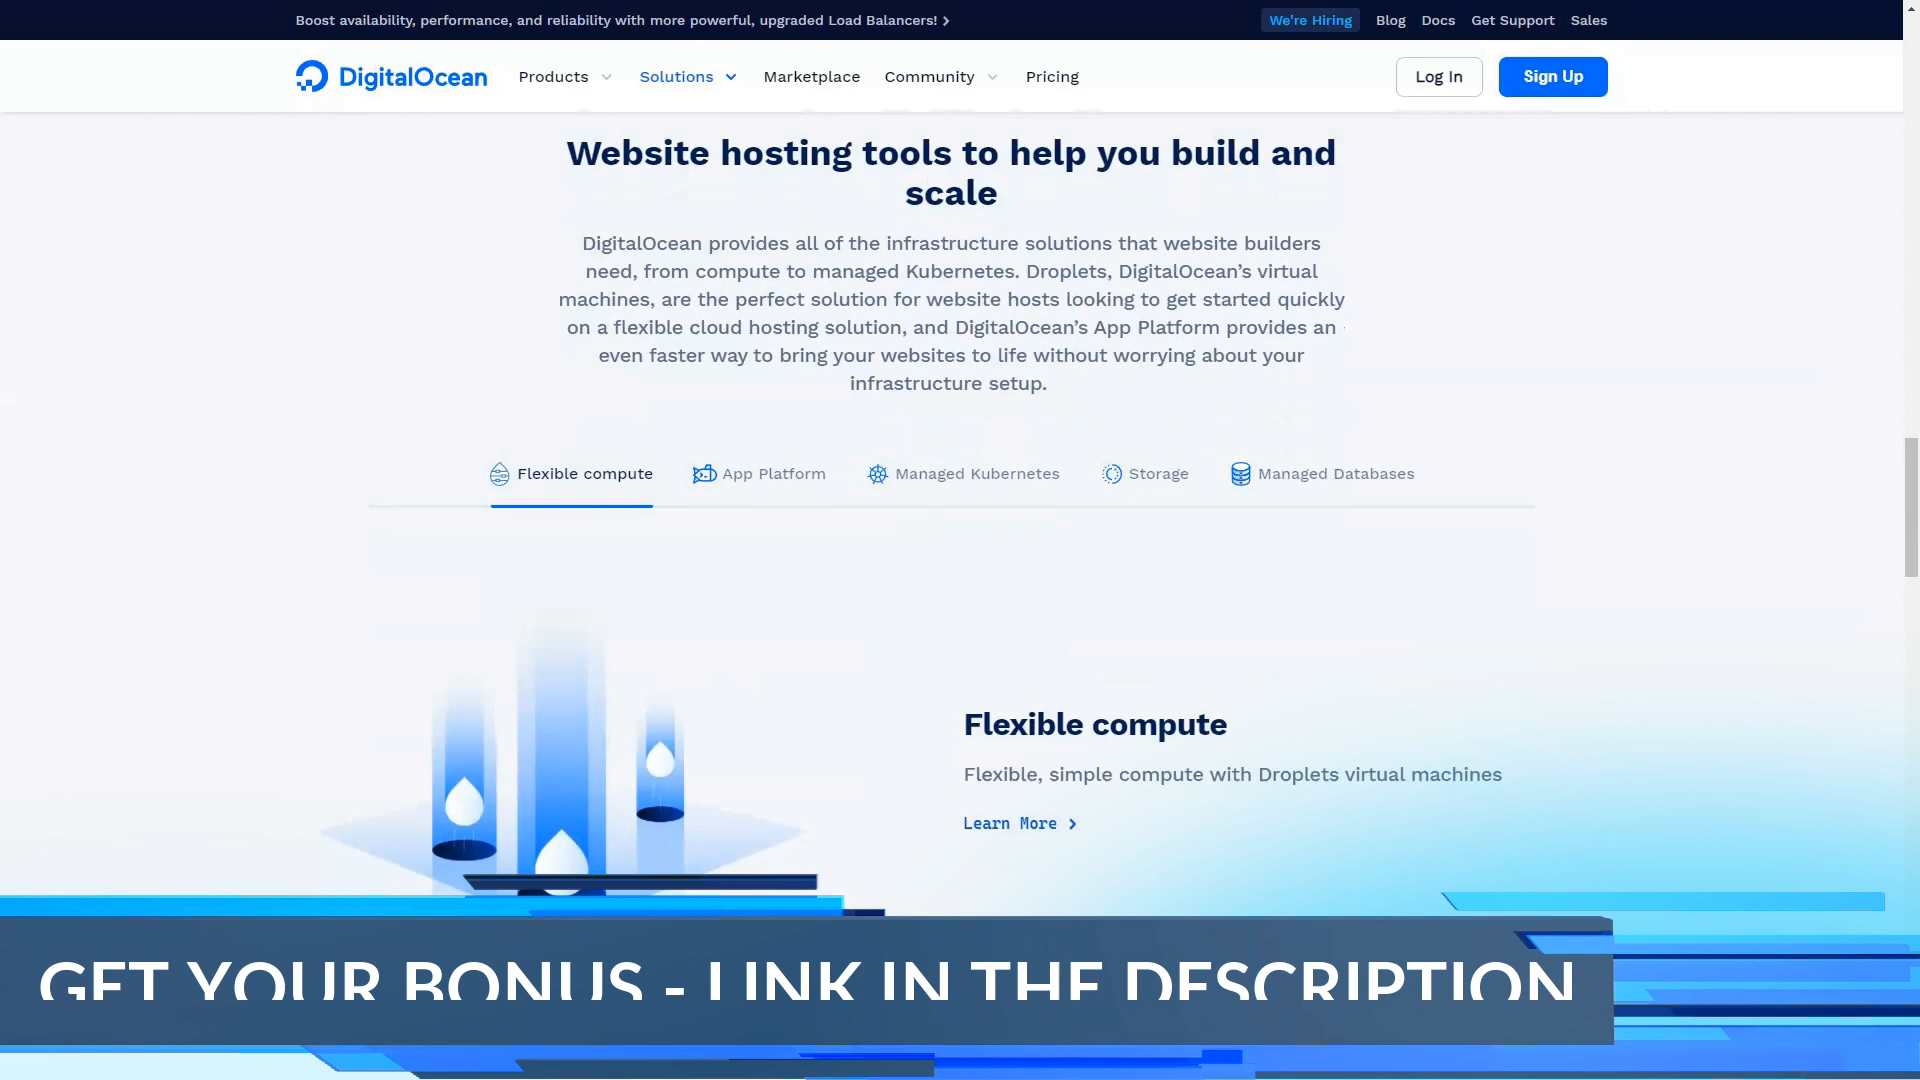 Boost availability, performance, and reliability with more powerful, upgraded Load Balancers!
We're Hiring Blog Docs Get Support Sales
DigitalOcean Products Solutions Marketplace Community Pricing Log In Sign Up
Website hosting tools to help you build and
scale
DigitalOcean provides all of the infrastructure solutions that website builders
need, from compute to managed Kubernetes. Droplets, DigitalOcean’s virtual
machines, are the perfect solution for website hosts looking to get started quickly
on a flexible cloud hosting solution, and DigitalOcean’s App Platform provides an
even faster way to bring your websites to life without worrying about your
infrastructure setup.
Flexible compute App Platform Managed Kubernetes Storage Managed Databases
Flexible compute
Flexible, simple compute with Droplets virtual machines
Learn More
GET YOUR BONUS - LINK IN THE DESCRIPTION